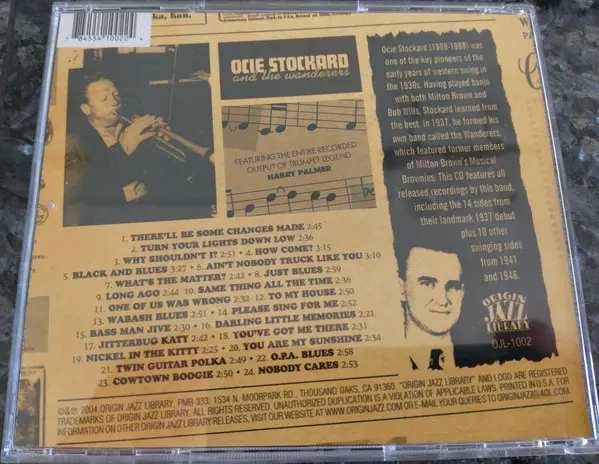 ka, Kan.
7 84534 10022 4
OCIE STOCKARD
and the wanderers
FEATURING THE ENTIRE RECORDED
OUTPUT OF TRUMPET LEGEND
HARRY PALMER
Ocie Stockard (1909-1988) was
one of the key pioneers of the
early years of western swing in
the 1930s. Having played banjo
with both Milton Brown and
Bob Wills, Stockard learned from
the best. In 1937, he formed his
own band called the Wanderers,
which featured former members
of Milton Brown's Musical
Brownies. This CD features all
released recordings by this band,
including the 14 sides from
their landmark 1937 debut
plus 10 other
swinging sides
from 1941
and 1946.
1. THERE'LL BE SOME CHANGES MADE 2:45
2. TURN YOUR LIGHTS DOWN LOW 2:36
3. WHY SHOULDN'T I? 2:51 • 4. HOW COME? 3:15
5. BLACK AND BLUES 3:27 • 6. AIN'T NOBODY TRUCK LIKE YOU 3:10
7. WHAT'S THE MATTER? 2:42 • 8. JUST BLUES 2:59
9. LONG AGO 2:44 • 10. SAME THING ALL THE TIME 2:36
11. ONE OF US WAS WRONG 2:32 12. TO MY HOUSE 2:50
13. WABASH BLUES 2:51 • 14. PLEASE SING FOR ME 2:52
15. BASS MAN JIVE 2:30 • 16. DARLING LITTLE MEMORIES 2:21
17. JITTERBUG KATY 2:42 • 18. YOU'VE GOT ME THERE 2:31
19. NICKEL IN THE KITTY 2:25 • 20. YOU ARE MY SUNSHINE 2:34
21. TWIN GUITAR POLKA 2:49 • 22. O.P.A. BLUES 2:58
23. COWTOWN BOOGIE 2:50 • 24. NOBODY CARES 2:53
ORIGIN
JAZZ
LIBRARY
OJL-1002
©&℗ 2004 ORIGIN JAZZ LIBRARY, PMB 333, 1534 N. MOORPARK RD., THOUSAND OAKS, CA 91360. "ORIGIN JAZZ LIBRARY" AND LOGO ARE REGISTERED
TRADEMARKS OF ORIGIN JAZZ LIBRARY. UNAUTHORIZED DUPLICATION IS A VIOLATION OF APPLICABLE LAWS. PRINTED IN U.S.A. FOR
INFORMATION ON OTHER ORIGIN JAZZ LIBRARY RELEASES, VISIT OUR WEBSITE AT WWW.ORIGINJAZZ.COM OR E-MAIL YOUR QUERIES TO ORIGINJAZZ@AOL.COM.